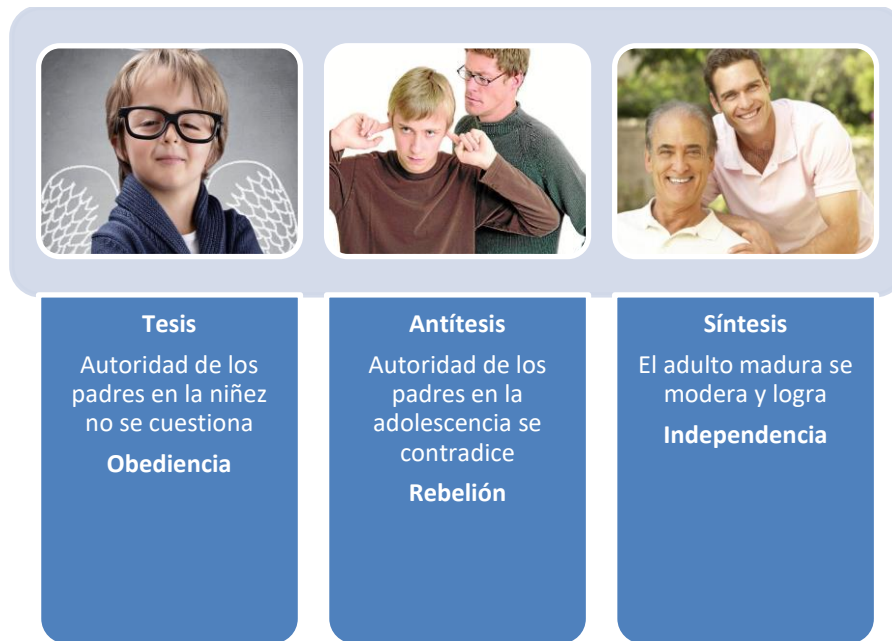 Tesis
Autoridad de los
padres en la niñez
no se cuestiona
Obediencia
Antítesis
Autoridad de los
padres en la
adolescencia se
contradice
Rebelión
Síntesis
El adulto madura se
modera y logra
Independencia